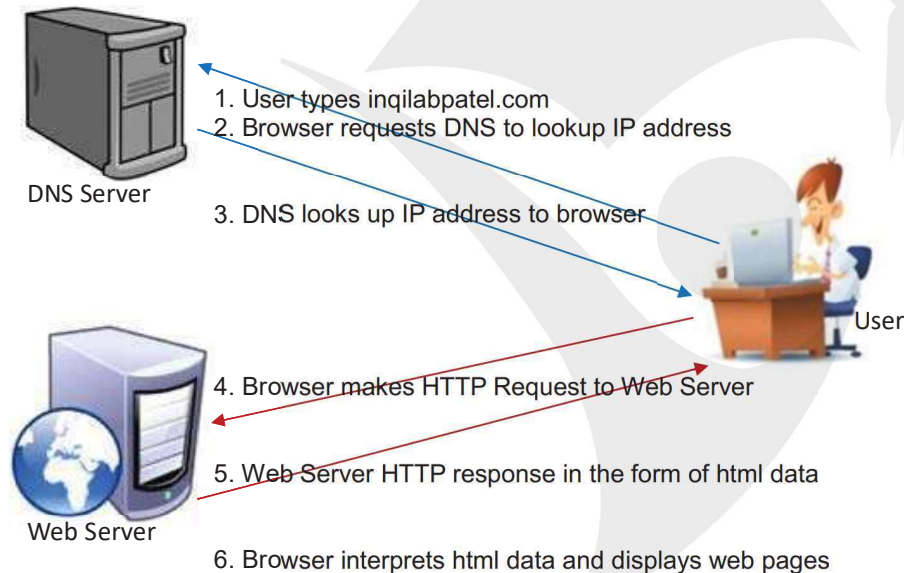 1. User types inqilabpatel.com
2. Browser requests DNS to lookup IP address
DNS Server
3. DNS looks up IP address to browser
User
4. Browser makes HTTP Request to Web Server
5. Web Server HTTP response in the form of html data
Web Server
6. Browser interprets html data and displays web pages